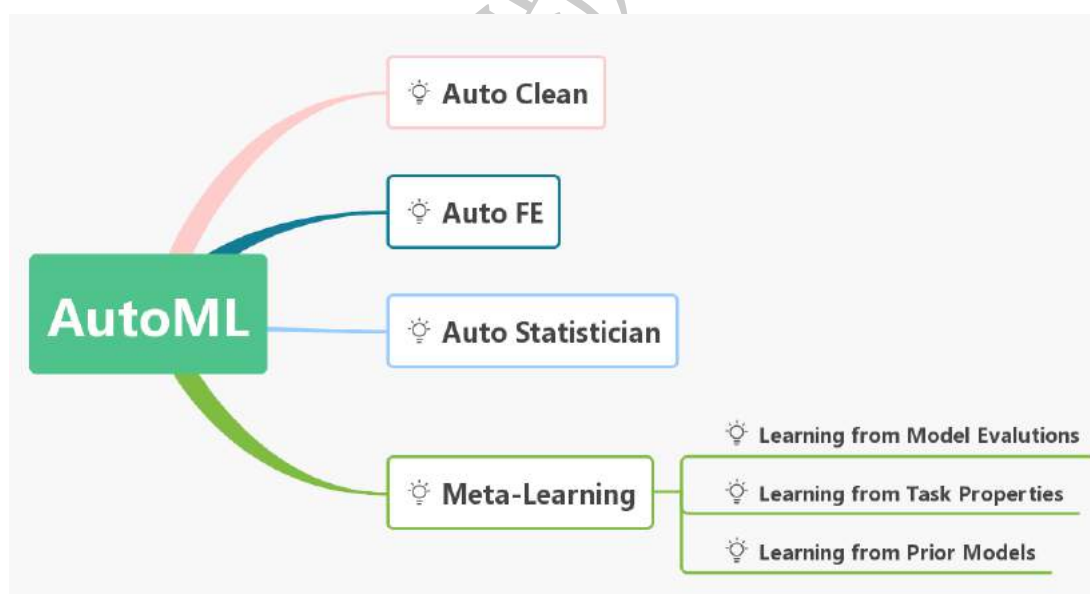 Auto Clean
Auto FE
AutoML
Auto Statistician
Meta-Learning
Learning from Model Evalutions
Learning from Task Properties
Learning from Prior Models